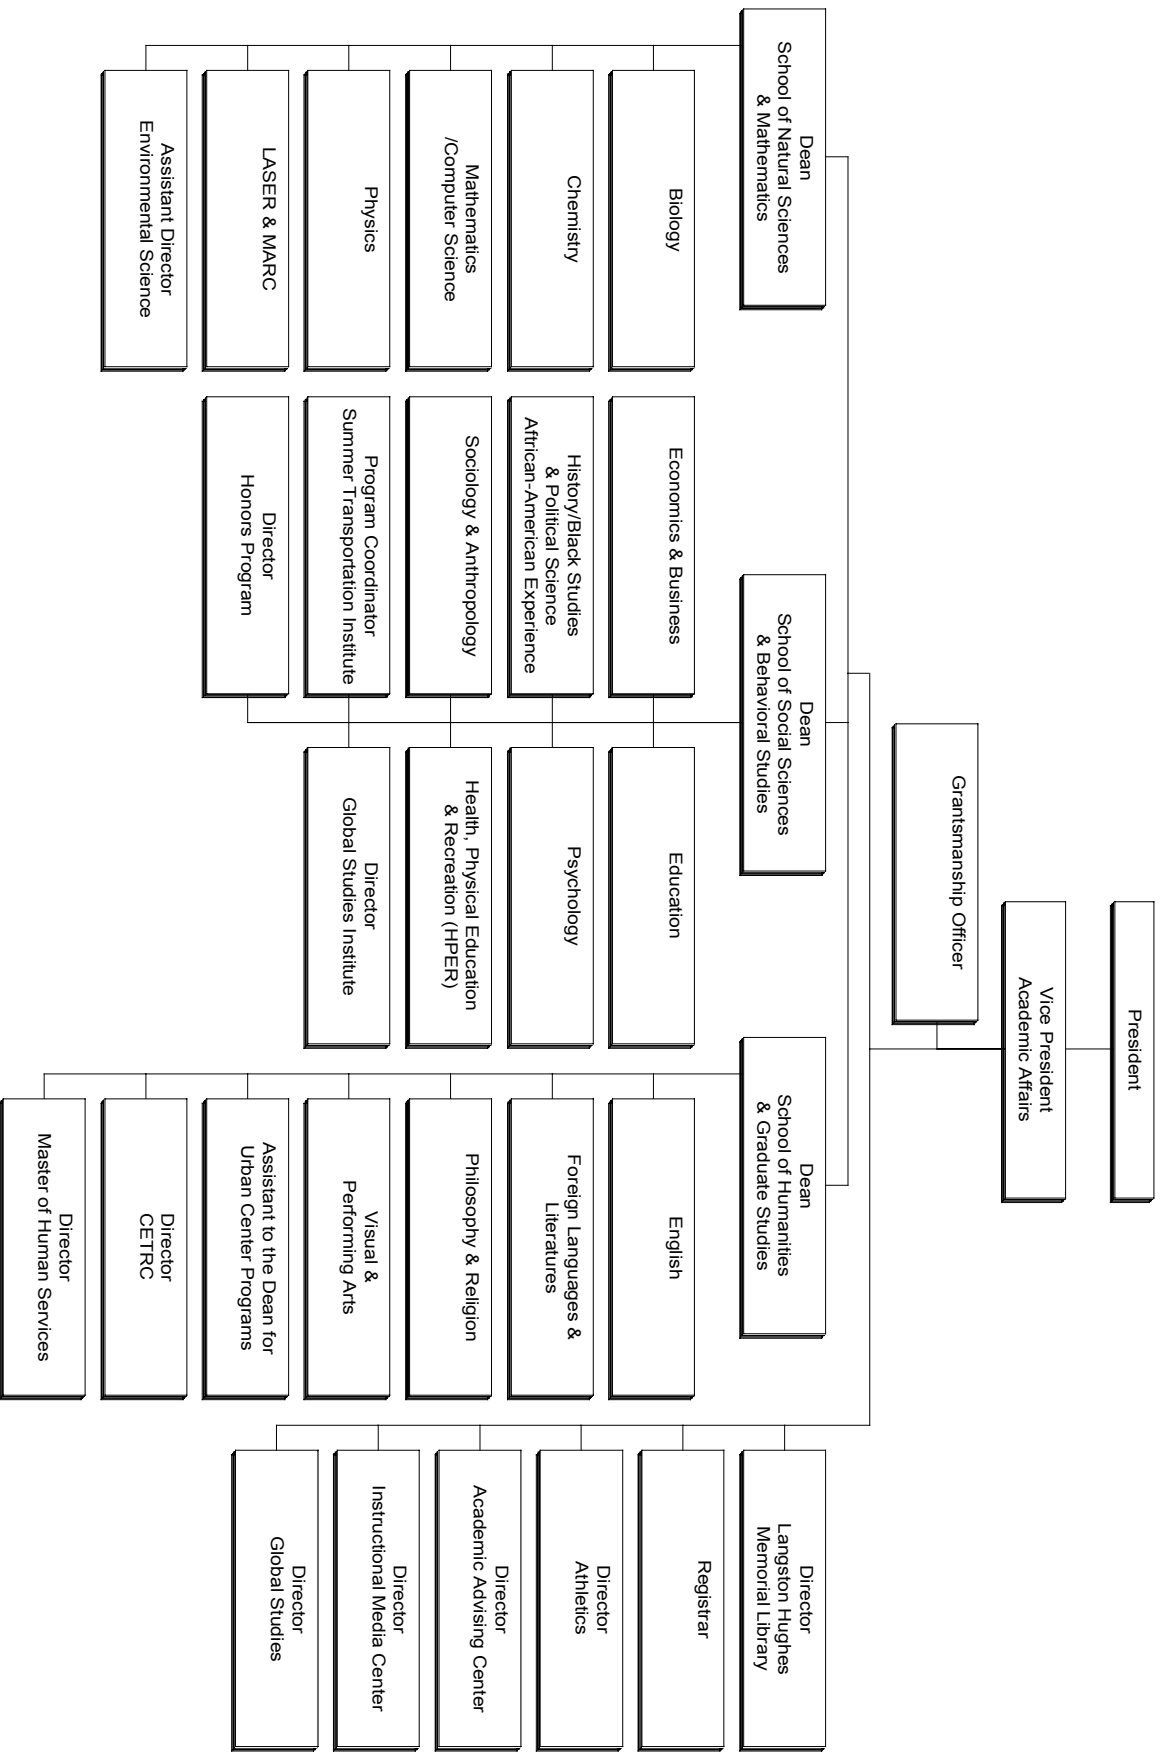 President
Vice President
Academic Affairs
Grantsmanship Officer
Dean
School of Natural Sciences
& Mathematics
Biology
Chemistry
Mathematics
/Computer Science
Physics
LASER & MARC
Assistant Director
Environmental Science
Dean
School of Social Sciences
& Behavioral Studies
Economics & Business
History/Black Studies
& Political Science
Aftrican-American Experience
Sociology & Anthropology
Program Coordinator
Summer Transportation Institute
Director
Honors Program
Education
Psychology
Health, Physical Education
& Recreation (HPER)
Director
Global Studies Institute
Dean
School of Humanities
& Graduate Studies
English
Foreign Languages &
Literatures
Philosophy & Religion
Visual &
Performing Arts
Assistant to the Dean for
Urban Center Programs
Director
CETRC
Director
Master of Human Services
Director
Langston Hughes
Memorial Library
Registrar
Director
Athletics
Director
Academic Advising Center
Director
Instructional Media Center
Director
Global Studies